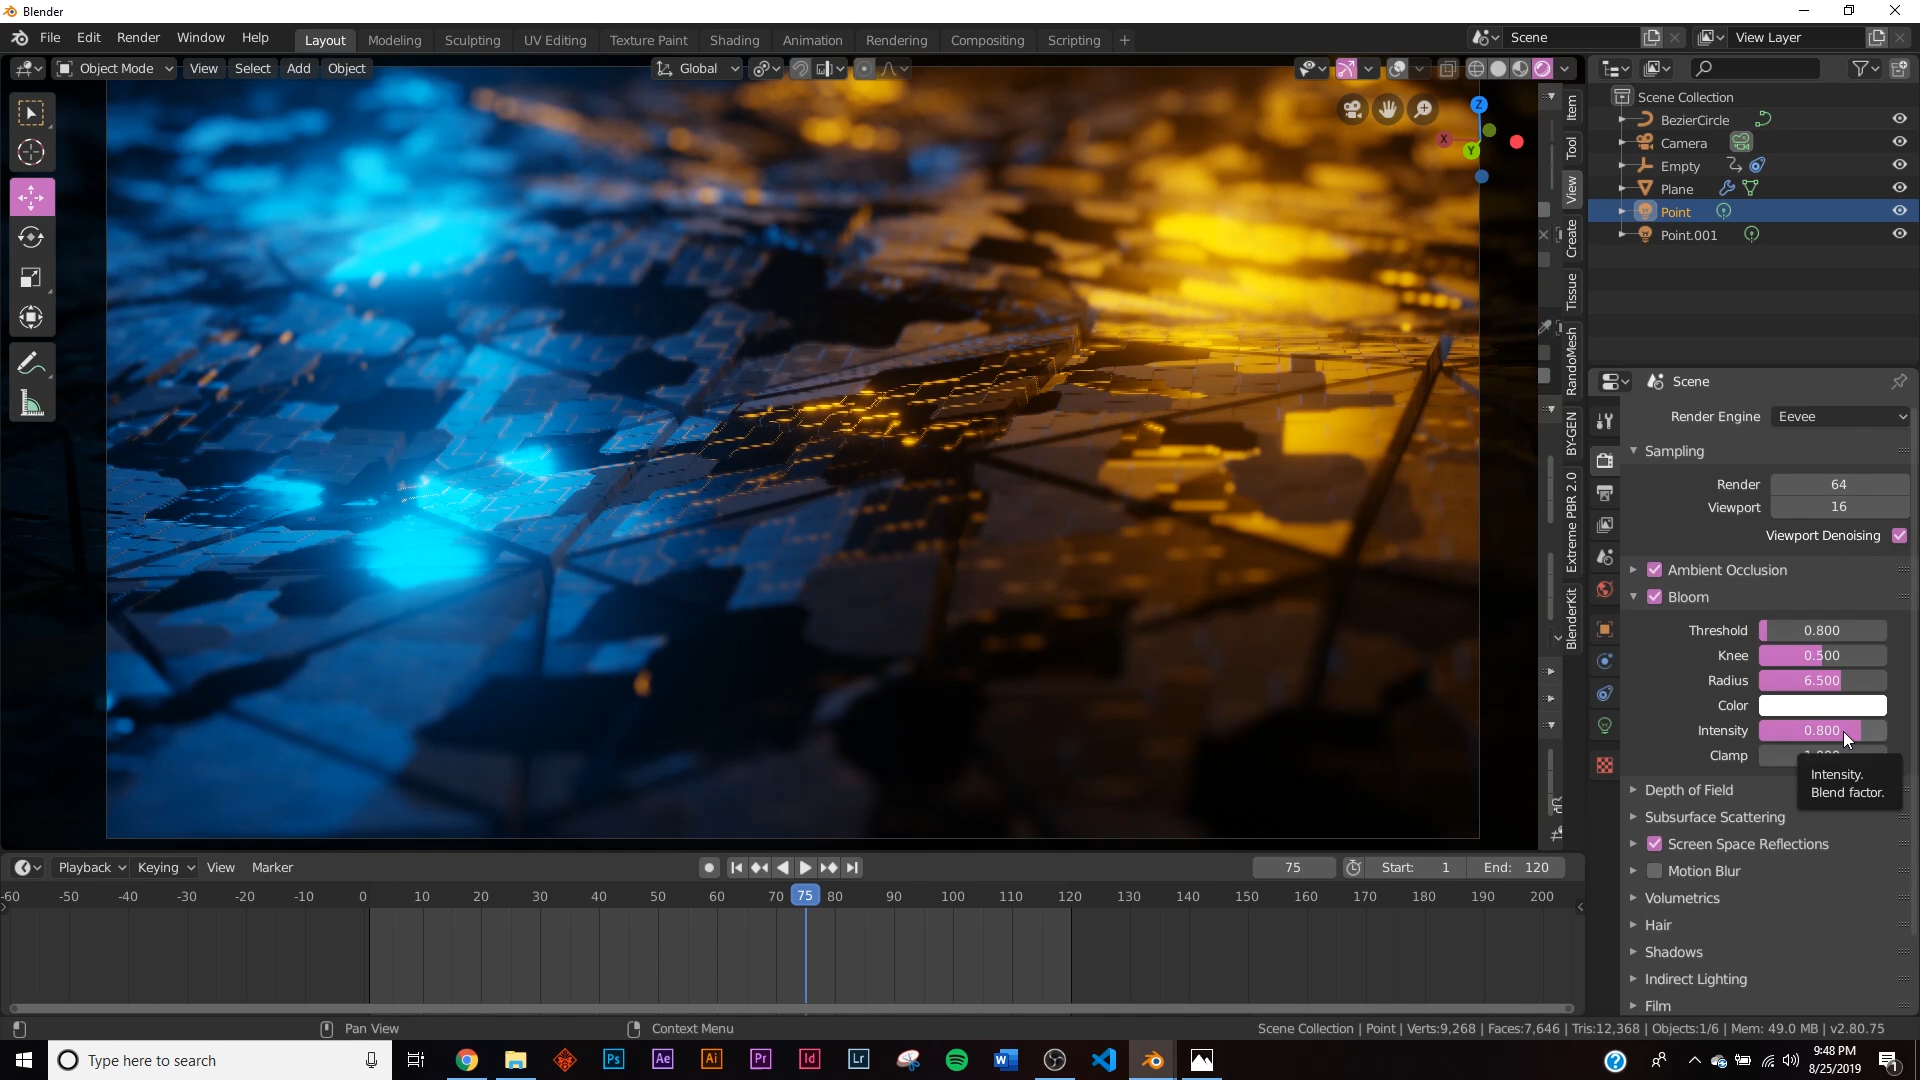 Blender
File Edit Render Window Help Layout Modeling Sculpting UV Editing Texture Paint Shading Animation Rendering Compositing Scripting + Scene View Layer
Object Mode View Select Add Object Global
Item
Tool
View
Create
Tissue
RandoMesh
BY-GEN
Extreme PBR 2.0
BlenderKit
Z
X
Y
Scene Collection
BezierCircle
Camera
Empty
Plane
Point
Point.001
Scene
Render Engine Eevee
Sampling
Render 64
Viewport 16
Viewport Denoising
Ambient Occlusion
Bloom
Threshold 0.800
Knee 0.500
Radius 6.500
Color
Intensity 0.800
Clamp
Intensity.
Blend factor.
Depth of Field
Subsurface Scattering
Screen Space Reflections
Motion Blur
Volumetrics
Hair
Shadows
Indirect Lighting
Film
Playback Keying View Marker 75 Start: 1 End: 120
-60 -50 -40 -30 -20 -10 0 10 20 30 40 50 60 70 75 80 90 100 110 120 130 140 150 160 170 180 190 200
Pan View Context Menu Scene Collection | Point | Verts:9,268 | Faces:7,646 | Tris:12,368 | Objects:1/6 | Mem: 49.0 MB | v2.80.75
Type here to search Ps Ae Ai Pr Id Lr W ? 9:48 PM
8/25/2019
1